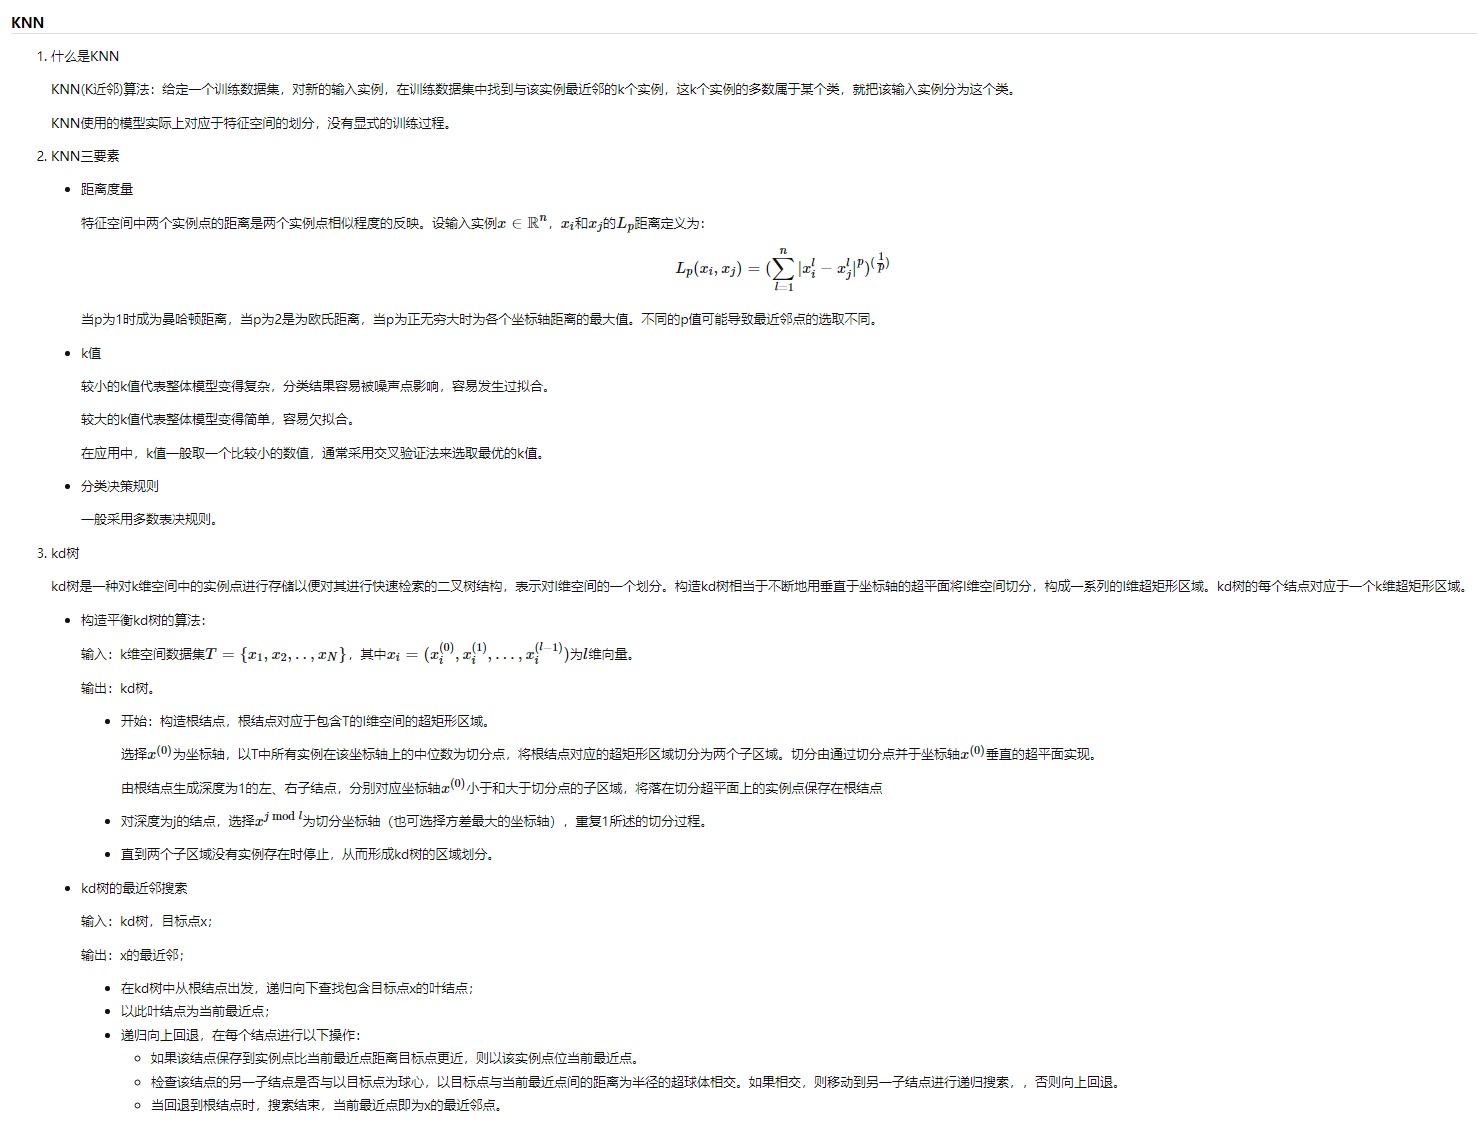 KNN
1. 什么是KNN
KNN(K近邻)算法：给定一个训练数据集，对新的输入实例，在训练数据集中找到与该实例最近邻的k个实例，这k个实例的多数属于某个类，就把该输入实例分为这个类。
KNN使用的模型实际上对应于特征空间的划分，没有显式的训练过程。
2. KNN三要素
• 距离度量
特征空间中两个实例点的距离是两个实例点相似程度的反映。设输入实例$x \in \mathbb{R}^n$，$x_i$和$x_j$的$L_p$距离定义为：
$L_p(x_i, x_j) = (\sum_{l=1}^{n} |x_i^l - x_j^l|^p)^{(\frac{1}{p})}$
当p为1时成为曼哈顿距离，当p为2是为欧氏距离，当p为正无穷大时为各个坐标轴距离的最大值。不同的p值可能导致最近邻点的选取不同。
• k值
较小的k值代表整体模型变得复杂，分类结果容易被噪声点影响，容易发生过拟合。
较大的k值代表整体模型变得简单，容易欠拟合。
在应用中，k值一般取一个比较小的数值，通常采用交叉验证法来选取最优的k值。
• 分类决策规则
一般采用多数表决规则。
3. kd树
kd树是一种对k维空间中的实例点进行存储以便对其进行快速检索的二叉树结构，表示对l维空间的一个划分。构造kd树相当于不断地用垂直于坐标轴的超平面将l维空间切分，构成一系列的l维超矩形区域。kd树的每个结点对应于一个k维超矩形区域。
• 构造平衡kd树的算法：
输入：k维空间数据集$T = \{x_1, x_2, .., x_N\}$，其中$x_i = (x_i^{(0)}, x_i^{(1)}, ..., x_i^{(l-1)})$为$l$维向量。
输出：kd树。
• 开始：构造根结点，根结点对应于包含T的l维空间的超矩形区域。
选择$x^{(0)}$为坐标轴，以T中所有实例在该坐标轴上的中位数为切分点，将根结点对应的超矩形区域切分为两个子区域。切分由通过切分点并于坐标轴$x^{(0)}$垂直的超平面实现。
由根结点生成深度为1的左、右子结点，分别对应坐标轴$x^{(0)}$小于和大于切分点的子区域，将落在切分超平面上的实例点保存在根结点
• 对深度为j的结点，选择$x^{j \bmod l}$为切分坐标轴（也可选择方差最大的坐标轴），重复1所述的切分过程。
• 直到两个子区域没有实例存在时停止，从而形成kd树的区域划分。
• kd树的最近邻搜索
输入：kd树，目标点x；
输出：x的最近邻；
• 在kd树中从根结点出发，递归向下查找包含目标点x的叶结点；
• 以此叶结点为当前最近点；
• 递归向上回退，在每个结点进行以下操作：
◦ 如果该结点保存到实例点比当前最近点距离目标点更近，则以该实例点位当前最近点。
◦ 检查该结点的另一子结点是否与以目标点为球心，以目标点与当前最近点间的距离为半径的超球体相交。如果相交，则移动到另一子结点进行递归搜索，，否则向上回退。
◦ 当回退到根结点时，搜索结束，当前最近点即为x的最近邻点。